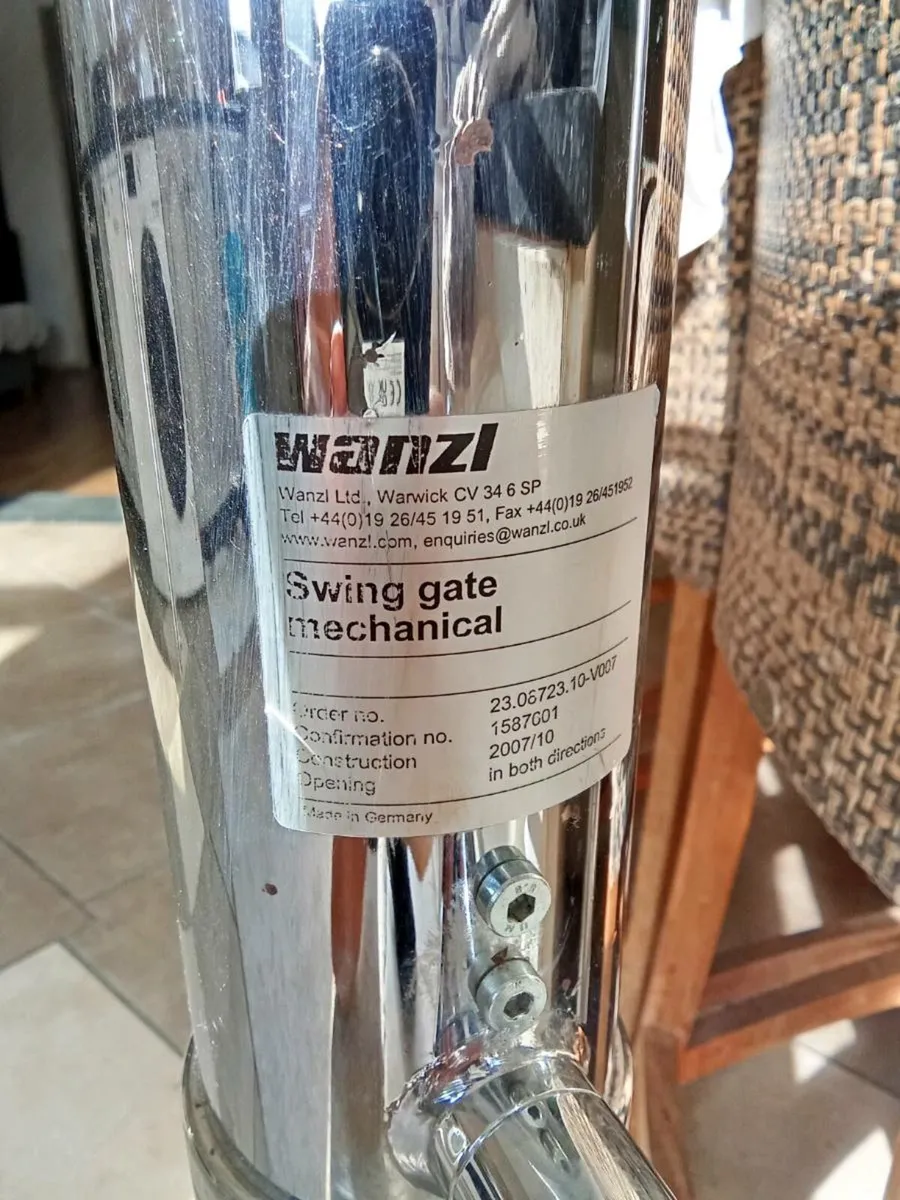 wanzl
Wanzl Ltd., Warwick CV 34 6 SP
Tel +44(0)19 26/45 19 51, Fax +44(0)19 26/451952
www.wanzl.com, enquiries@wanzl.co.uk
Swing gate
mechanical
Order no. 23.06723.10-V007
Confirmation no. 1587601
Construction 2007/10
Opening in both directions
Made in Germany